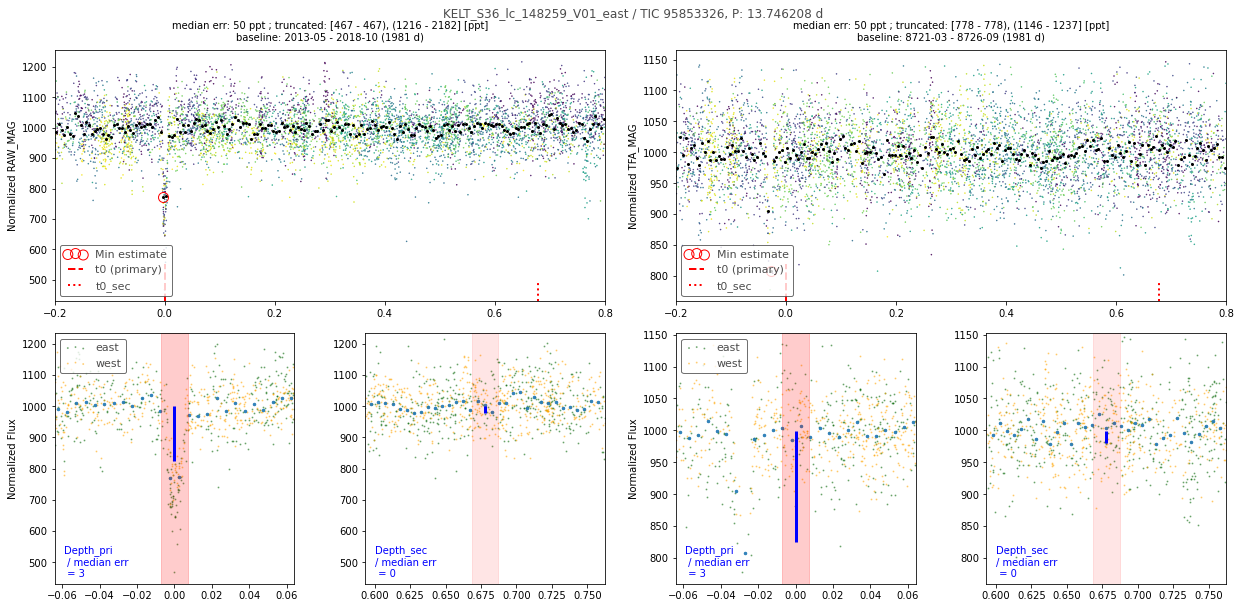 KELT_S36_lc_148259_V01_east / TIC 95853326, P: 13.746208 d
median err: 50 ppt ; truncated: [467 - 467), (1216 - 2182] [ppt]
baseline: 2013-05 - 2018-10 (1981 d)
median err: 50 ppt ; truncated: [778 - 778), (1146 - 1237] [ppt]
baseline: 8721-03 - 8726-09 (1981 d)
Normalized RAW_MAG
1200
1100
1000
900
800
700
600
500
Min estimate
t0 (primary)
t0_sec
−0.2 0.0 0.2 0.4 0.6 0.8
Normalized TFA_MAG
1150
1100
1050
1000
950
900
850
800
Min estimate
t0 (primary)
t0_sec
−0.2 0.0 0.2 0.4 0.6 0.8
Normalized Flux
1200
1100
1000
900
800
700
600
500
east
west
Depth_pri
/ median err
= 3
−0.06 −0.04 −0.02 0.00 0.02 0.04 0.06
1200
1100
1000
900
800
700
600
500
Depth_sec
/ median err
= 0
0.600 0.625 0.650 0.675 0.700 0.725 0.750
Normalized Flux
1150
1100
1050
1000
950
900
850
800
east
west
Depth_pri
/ median err
= 3
−0.06 −0.04 −0.02 0.00 0.02 0.04 0.06
1150
1100
1050
1000
950
900
850
800
Depth_sec
/ median err
= 0
0.600 0.625 0.650 0.675 0.700 0.725 0.750